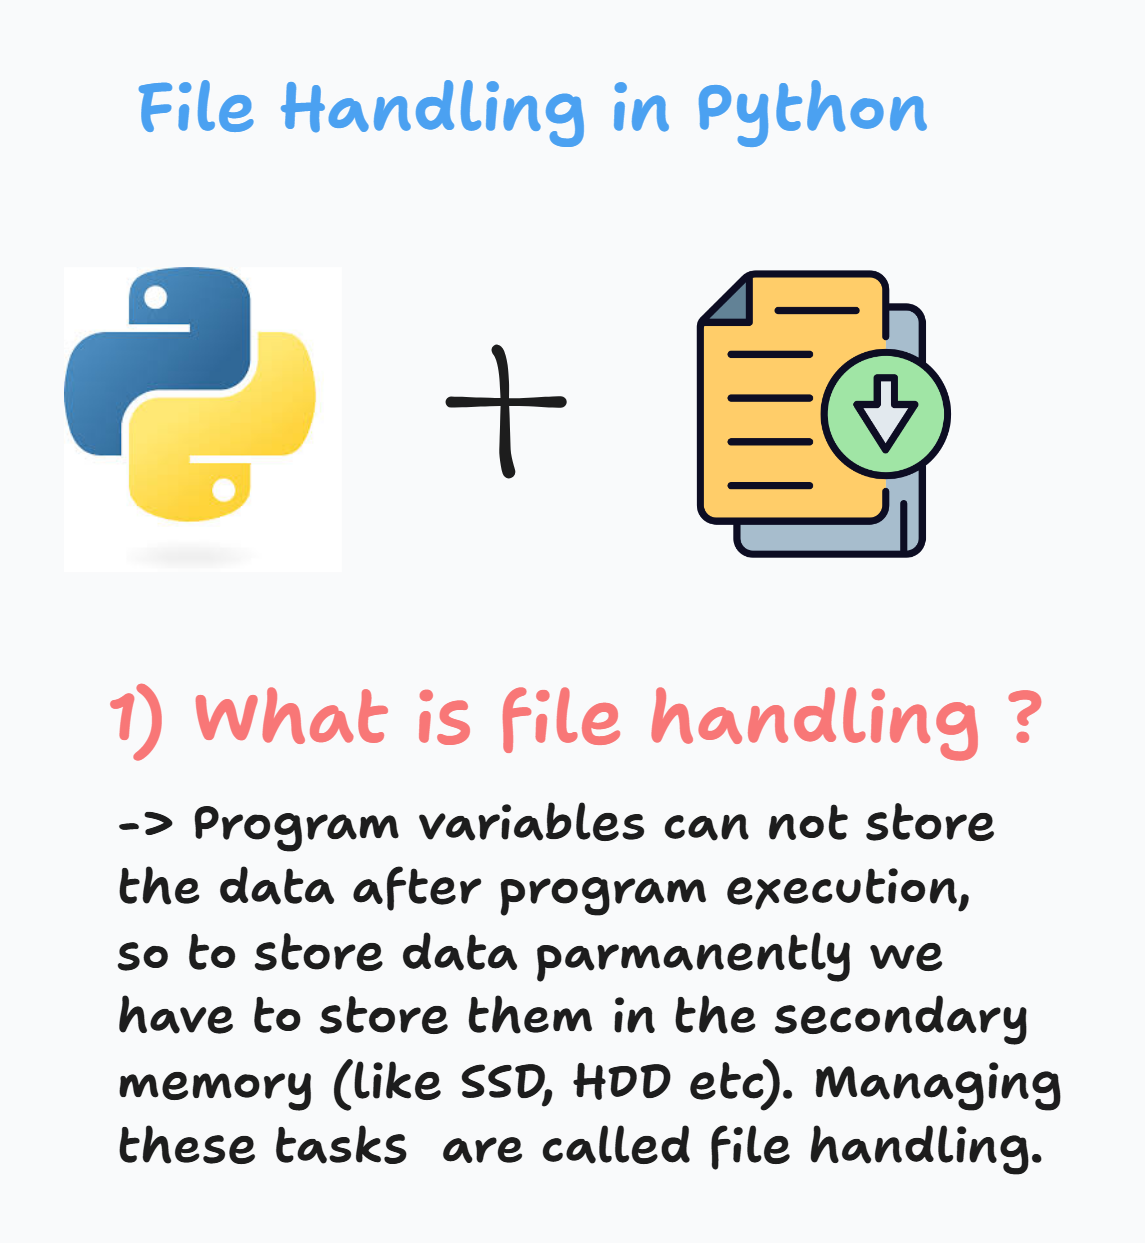 File Handling in Python
1) What is file handling ?
-> Program variables can not store
the data after program execution,
so to store data parmanently we
have to store them in the secondary
memory (like SSD, HDD etc). Managing
these tasks  are called file handling.